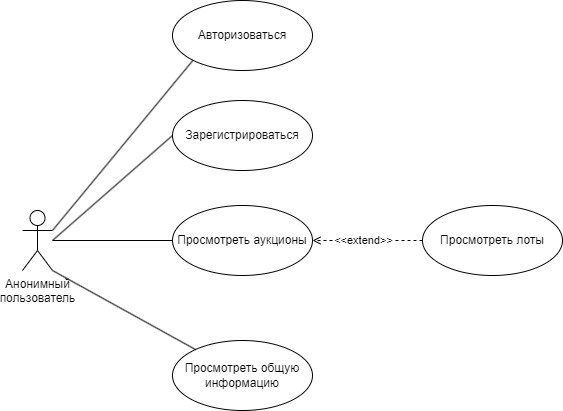 Авторизоваться
Зарегистрироваться
Просмотреть аукционы
<<extend>>
Просмотреть лоты
Анонимный
пользователь
Просмотреть общую
информацию